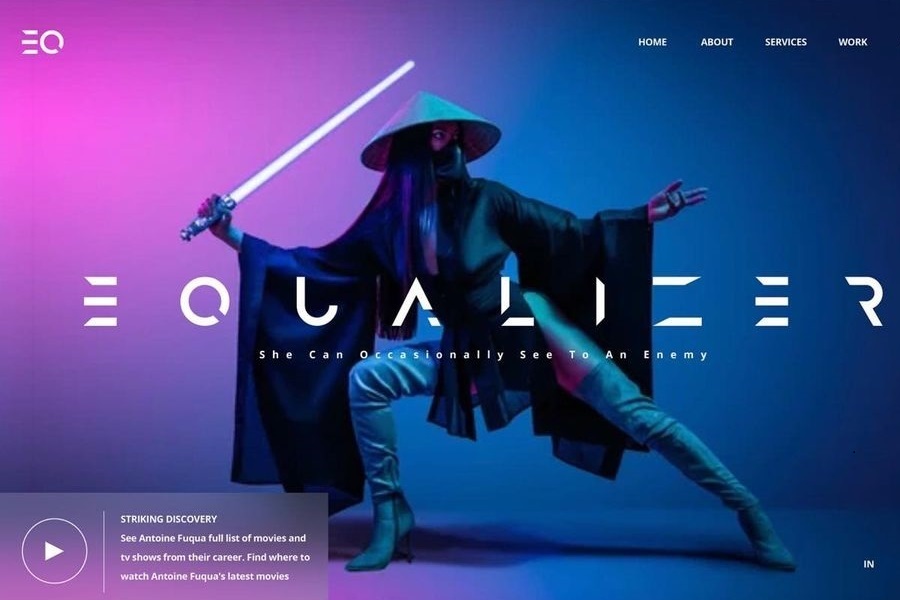 EQ
HOME ABOUT SERVICES WORK
EQUALIZER
She Can Occasionally See To An Enemy
STRIKING DISCOVERY
See Antoine Fuqua full list of movies and
tv shows from their career. Find where to
watch Antoine Fuqua's latest movies
IN